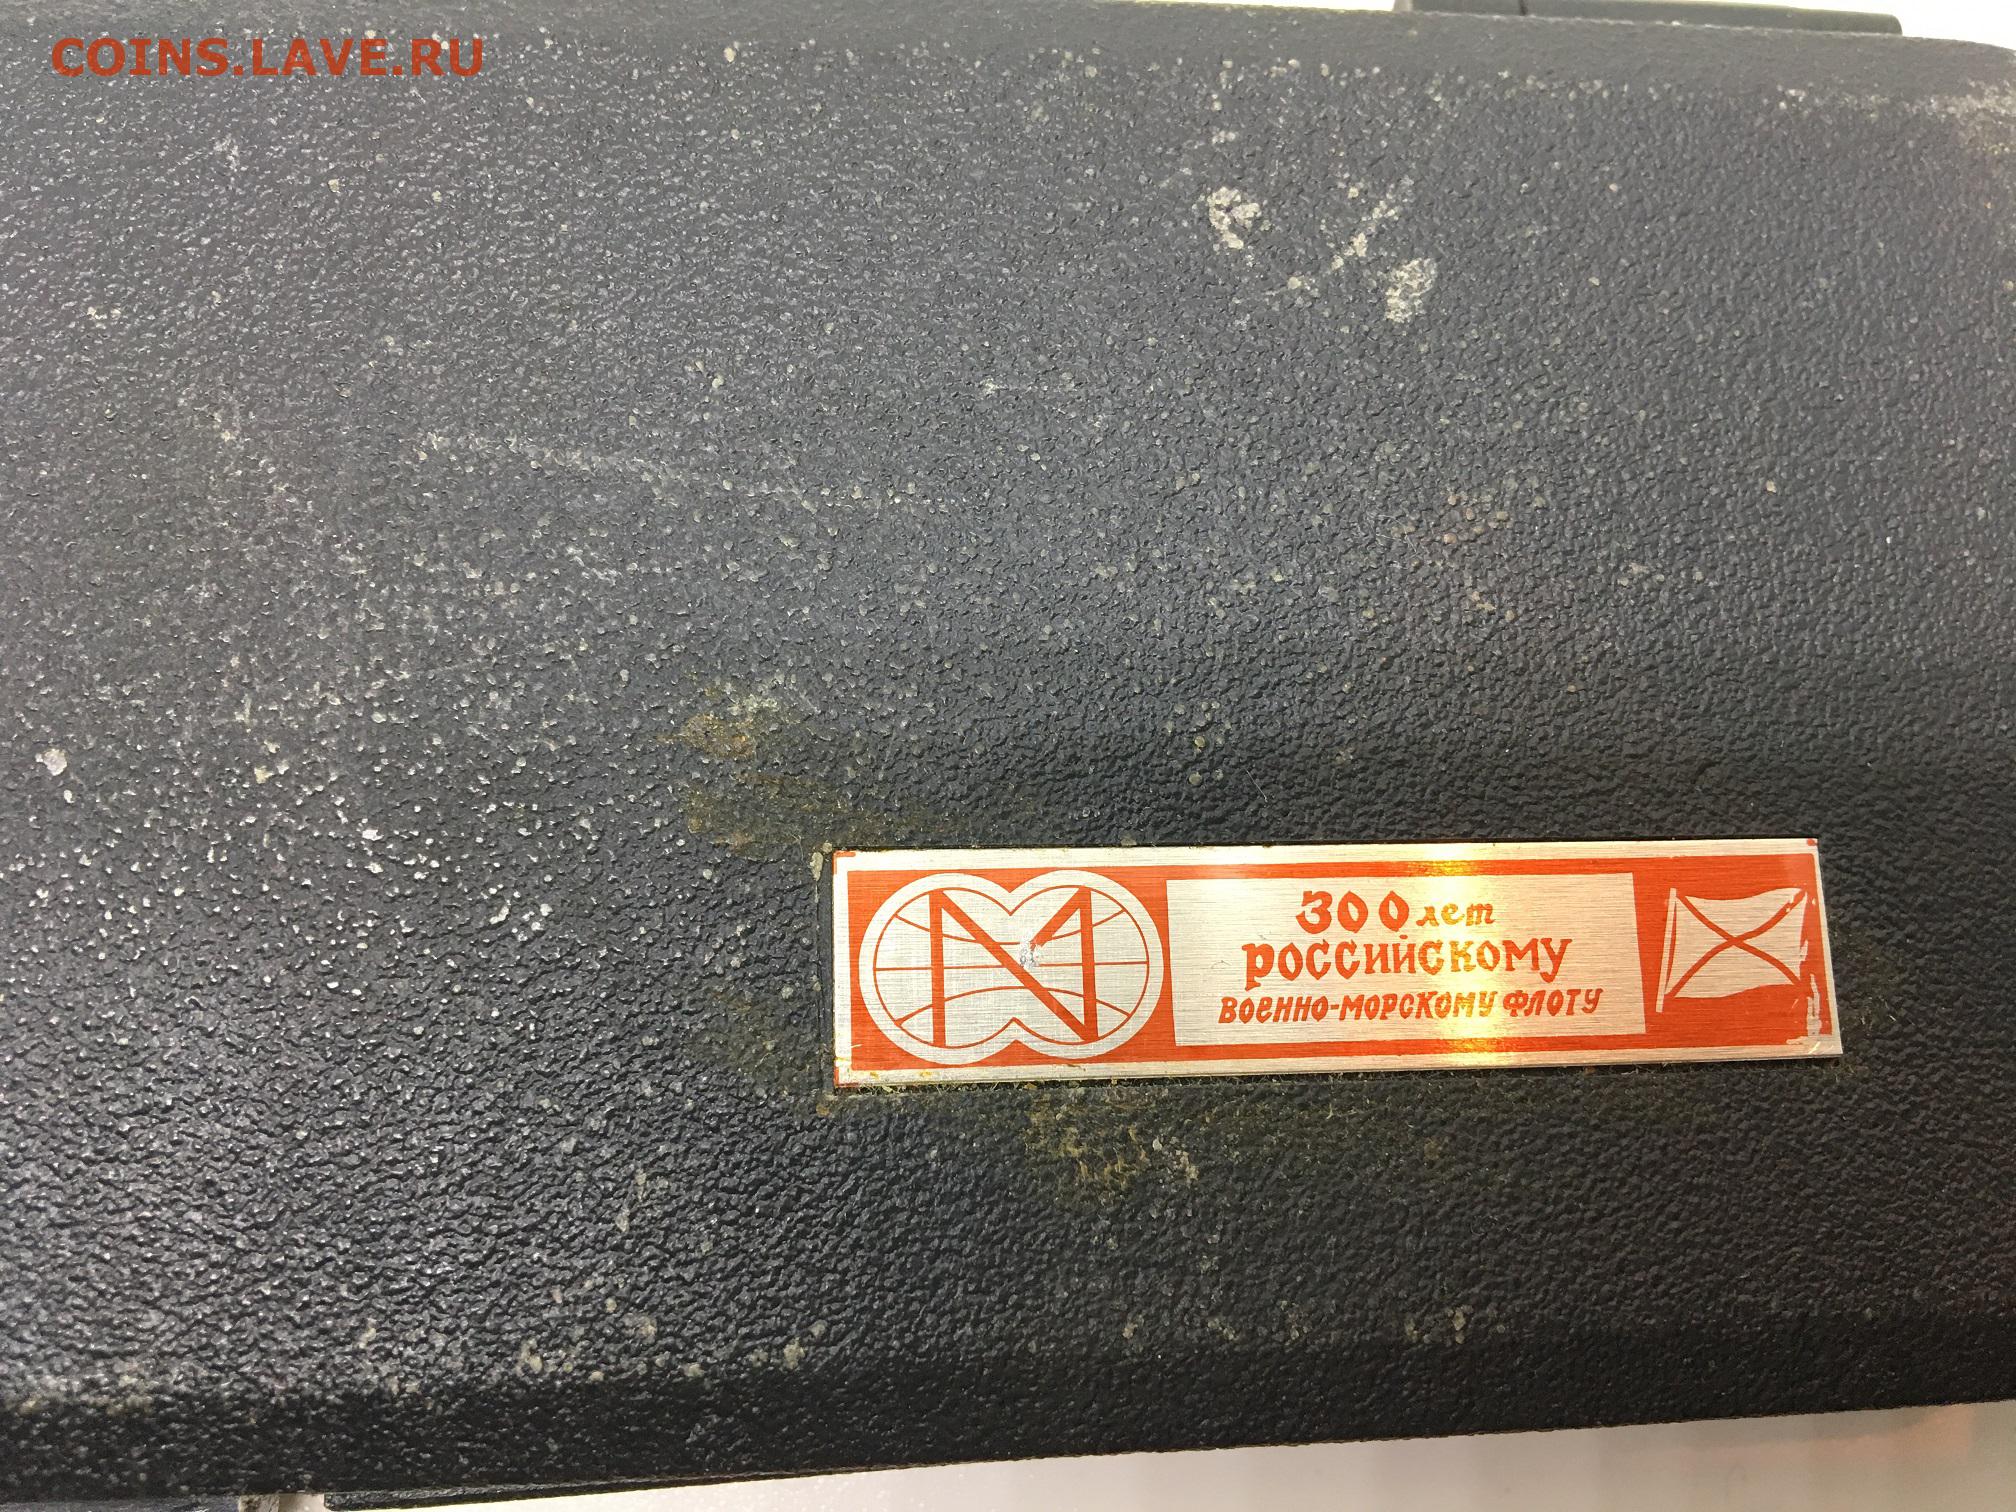 COINS.LAVE.RU
300 лет
российскому
военно-морскому флоту